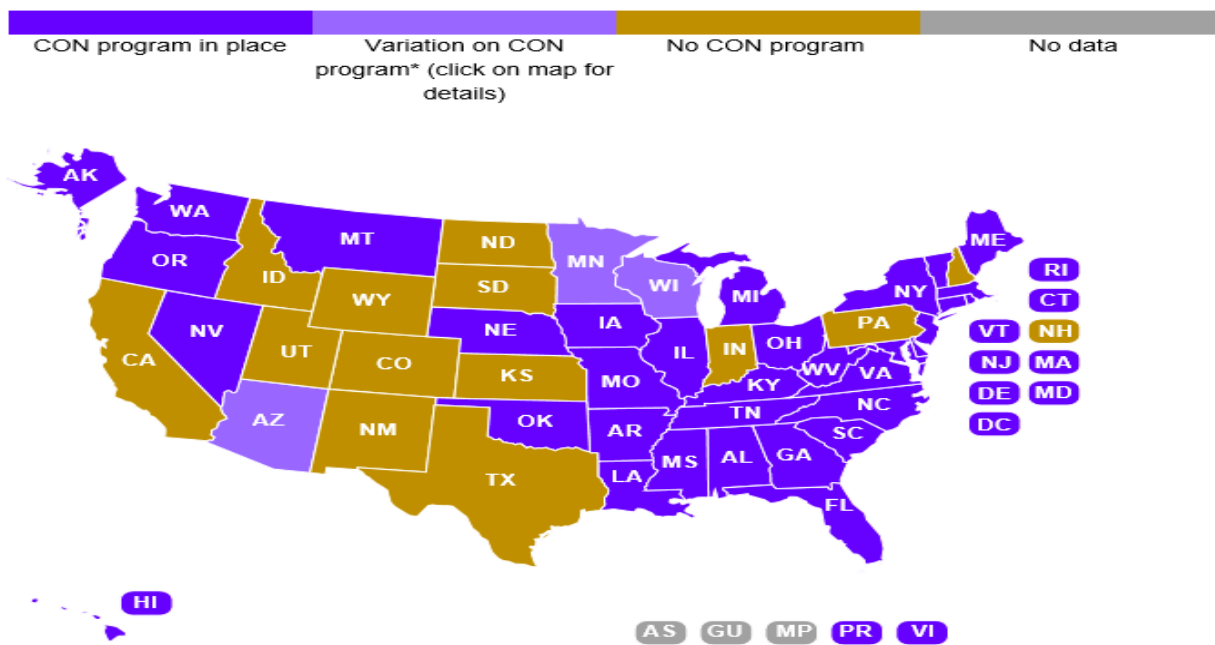 CON program in place
Variation on CON
program* (click on map for
details)
No CON program
No data
AK
WA
MT
ND
MN
ME
OR
ID
WY
SD
WI
MI
NY
RI
CT
NV
NE
IA
PA
VT
NH
CA
UT
CO
KS
MO
IL
IN
OH
WV
VA
NJ
MA
KY
DE
MD
AZ
NM
OK
AR
TN
NC
DC
SC
TX
LA
MS
AL
GA
FL
HI
AS
GU
MP
PR
VI